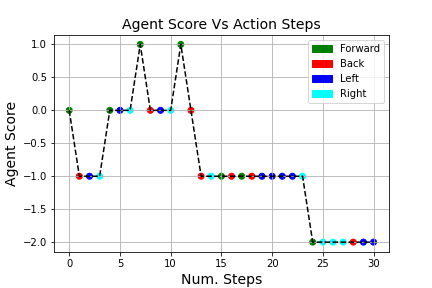 Agent Score Vs Action Steps
Agent Score
1.0
0.5
0.0
−0.5
−1.0
−1.5
−2.0
Forward
Back
Left
Right
0 5 10 15 20 25 30
Num. Steps